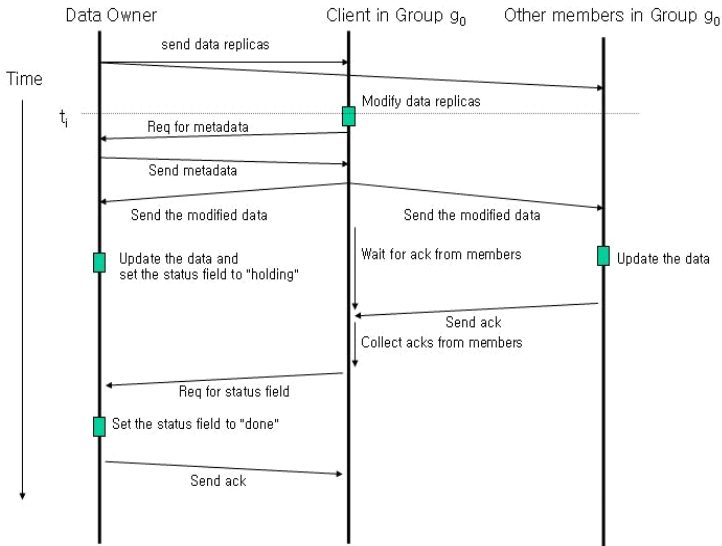 Data Owner
Client in Group g0
Other members in Group g0
send data replicas
Time
Modify data replicas
ti
Req for metadata
Send metadata
Send the modified data
Send the modified data
Update the data and
set the status field to "holding"
Wait for ack from members
Update the data
Send ack
Collect acks from members
Req for status field
Set the status field to "done"
Send ack